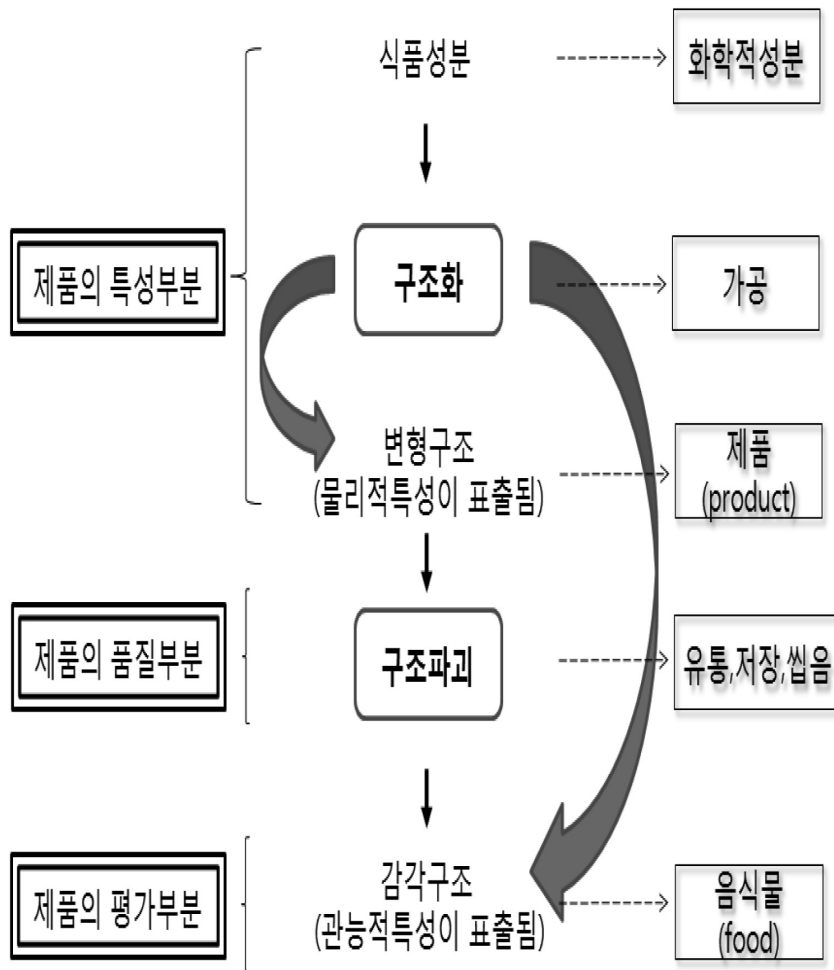 식품성분
화학적성분
제품의 특성부분
구조화
가공
변형구조
(물리적특성이 표출됨)
제품
(product)
제품의 품질부분
구조파괴
유통,저장,씹음
제품의 평가부분
감각구조
(관능적특성이 표출됨)
음식물
(food)